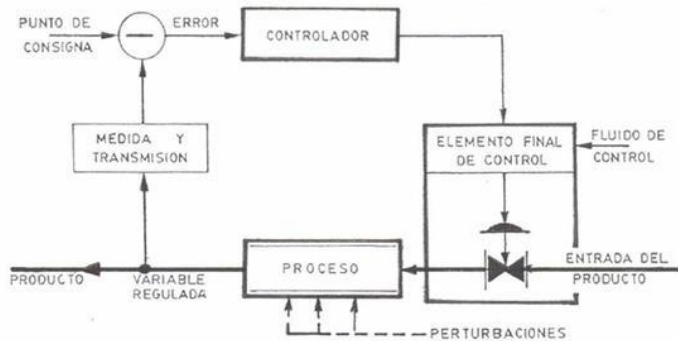 PUNTO DE
CONSIGNA
ERROR
CONTROLADOR
MEDIDA Y
TRANSMISION
ELEMENTO FINAL
DE CONTROL
FLUIDO DE
CONTROL
PRODUCTO
VARIABLE
REGULADA
PROCESO
ENTRADA DEL
PRODUCTO
PERTURBACIONES